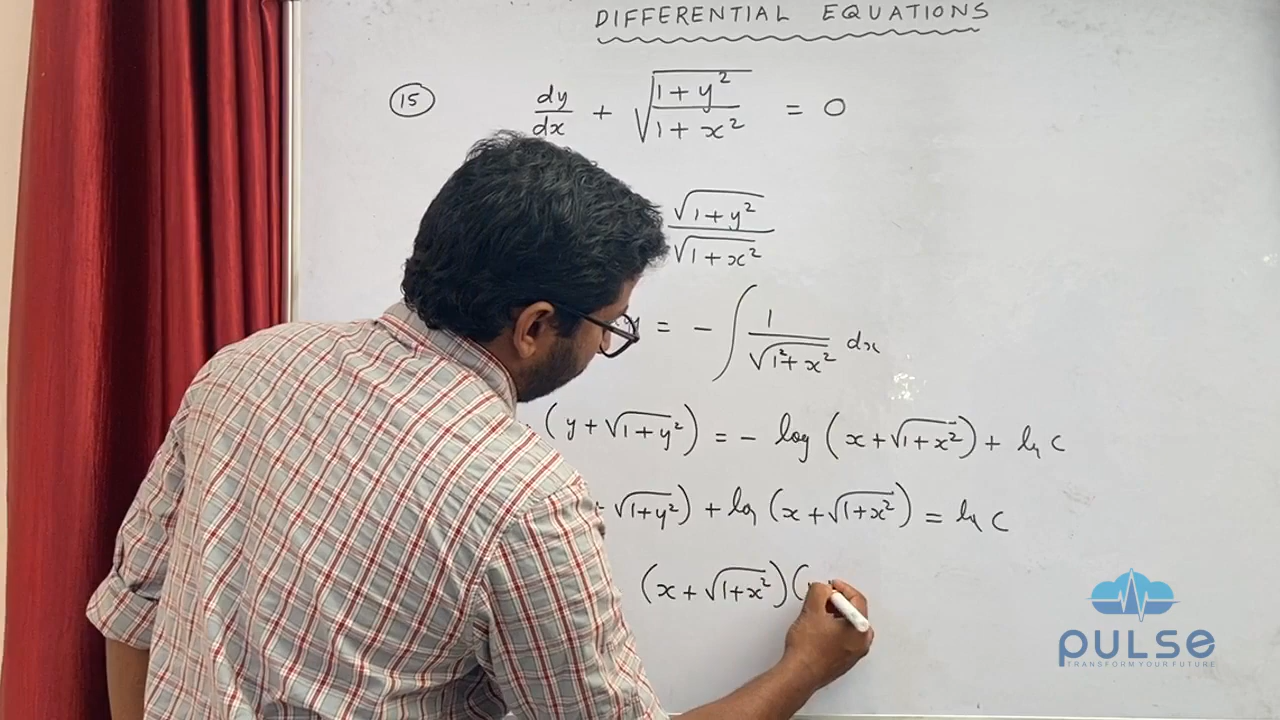 DIFFERENTIAL EQUATIONS
15 dy/dx + √(1 + y²)/(1 + x²) = 0
√(1 + y²) / √(1 + x²)
= - ∫ 1/√(1² + x²) dx
(y + √(1 + y²)) = - log (x + √(1 + x²)) + log C
√(1 + y²)) + log (x + √(1 + x²)) = log C
(x + √(1 + x²)) (
PULSE
TRANSFORM YOUR FUTURE